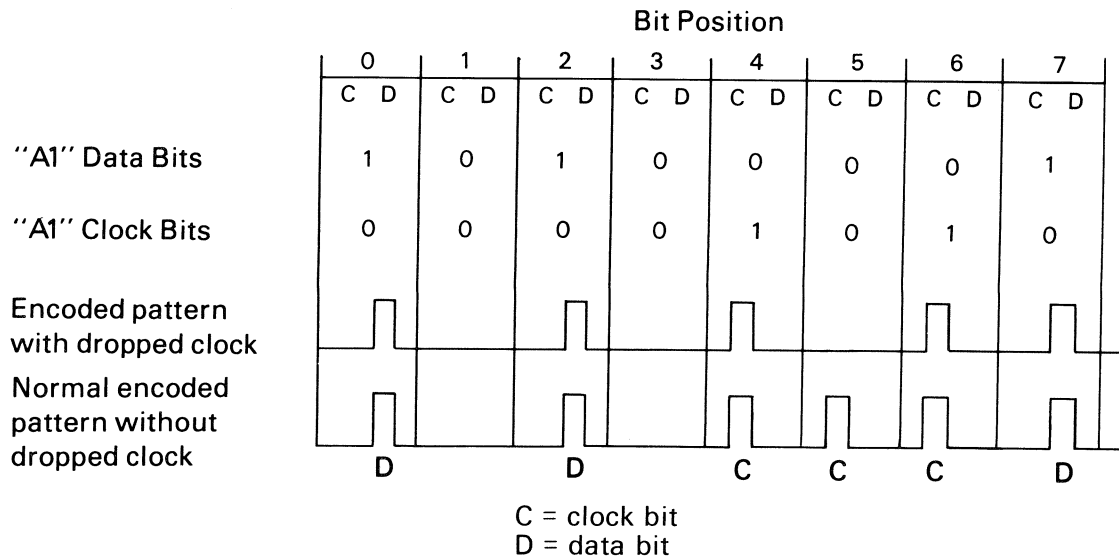 Bit Position
0 1 2 3 4 5 6 7
C D C D C D C D C D C D C D C D
"A1" Data Bits 1 0 1 0 0 0 0 1
"A1" Clock Bits 0 0 0 0 1 0 1 0
Encoded pattern
with dropped clock
Normal encoded
pattern without
dropped clock
D D C C C D
C = clock bit
D = data bit